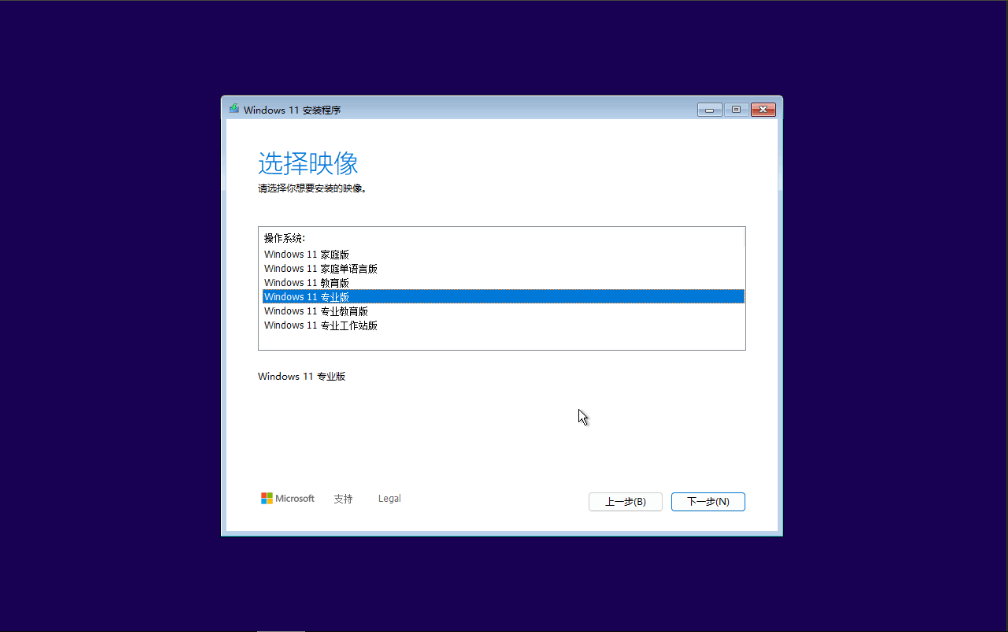 Windows 11 安装程序
选择映像
请选择你想要安装的映像。
操作系统:
Windows 11 家庭版
Windows 11 家庭单语言版
Windows 11 教育版
Windows 11 专业版
Windows 11 专业教育版
Windows 11 专业工作站版
Windows 11 专业版
Microsoft 支持 Legal 上一步(B) 下一步(N)